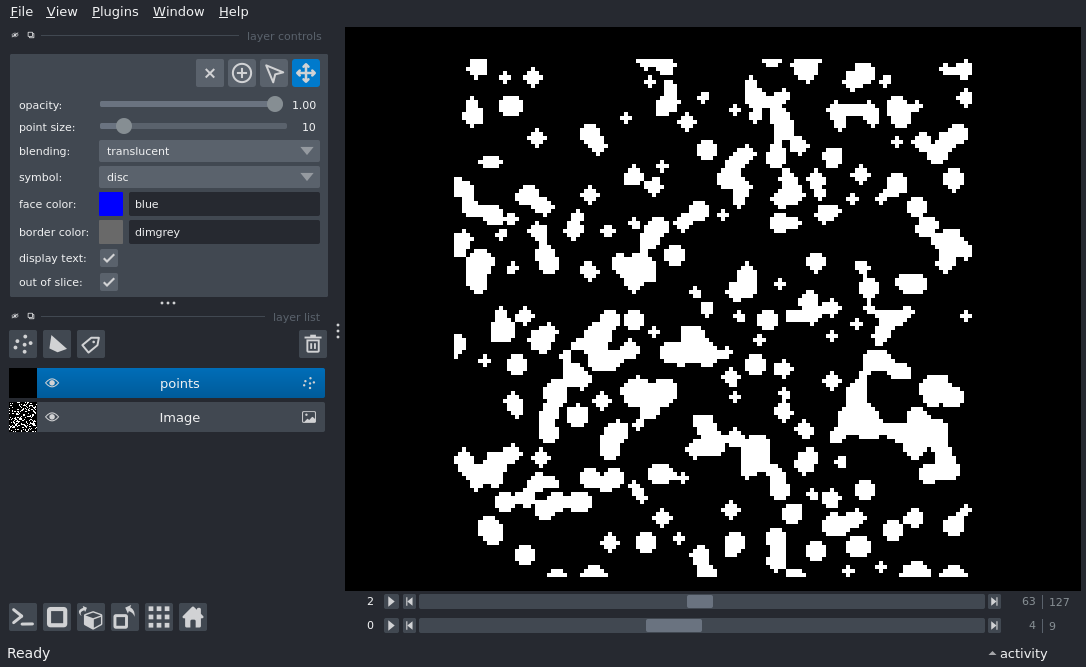 File View Plugins Window Help
layer controls
opacity: 1.00
point size: 10
blending: translucent
symbol: disc
face color: blue
border color: dimgrey
display text:
out of slice:
layer list
points
Image
2 63 127
0 4 9
Ready activity